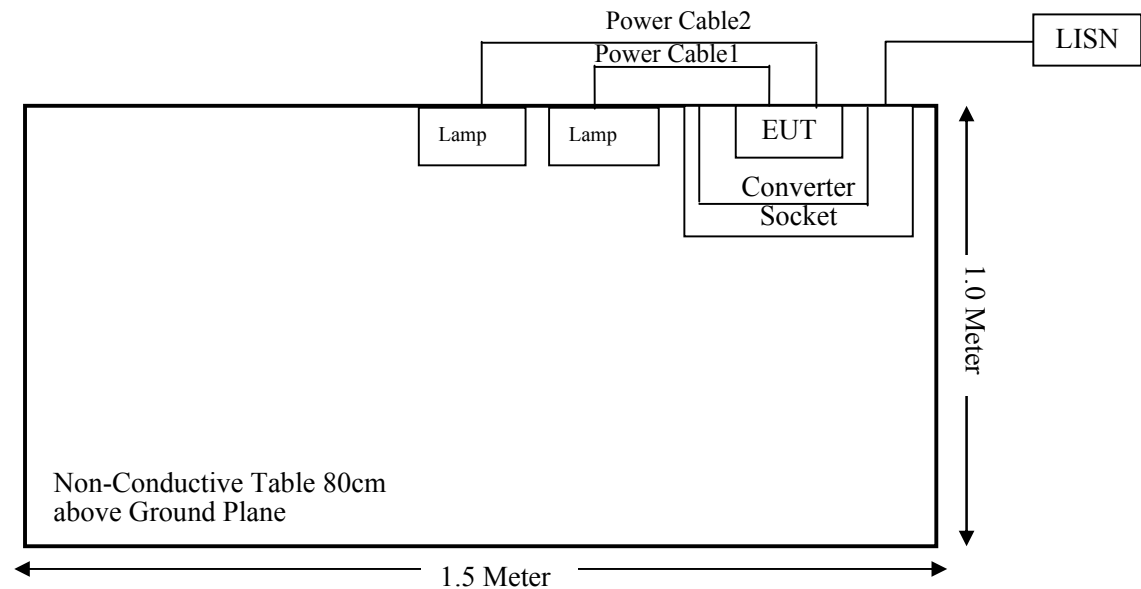 Power Cable2
LISN
Power Cable1
Lamp
Lamp
EUT
Converter
Socket
1.0 Meter
Non-Conductive Table 80cm
above Ground Plane
1.5 Meter